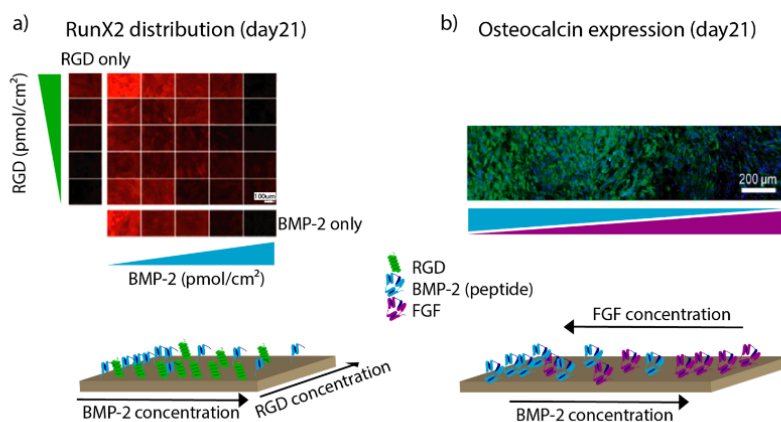 a)
RunX2 distribution (day21)
RGD only
RGD (pmol/cm²)
100um
BMP-2 only
BMP-2 (pmol/cm²)
BMP-2 concentration
RGD concentration
b)
Osteocalcin expression (day21)
200 µm
RGD
BMP-2 (peptide)
FGF
FGF concentration
BMP-2 concentration